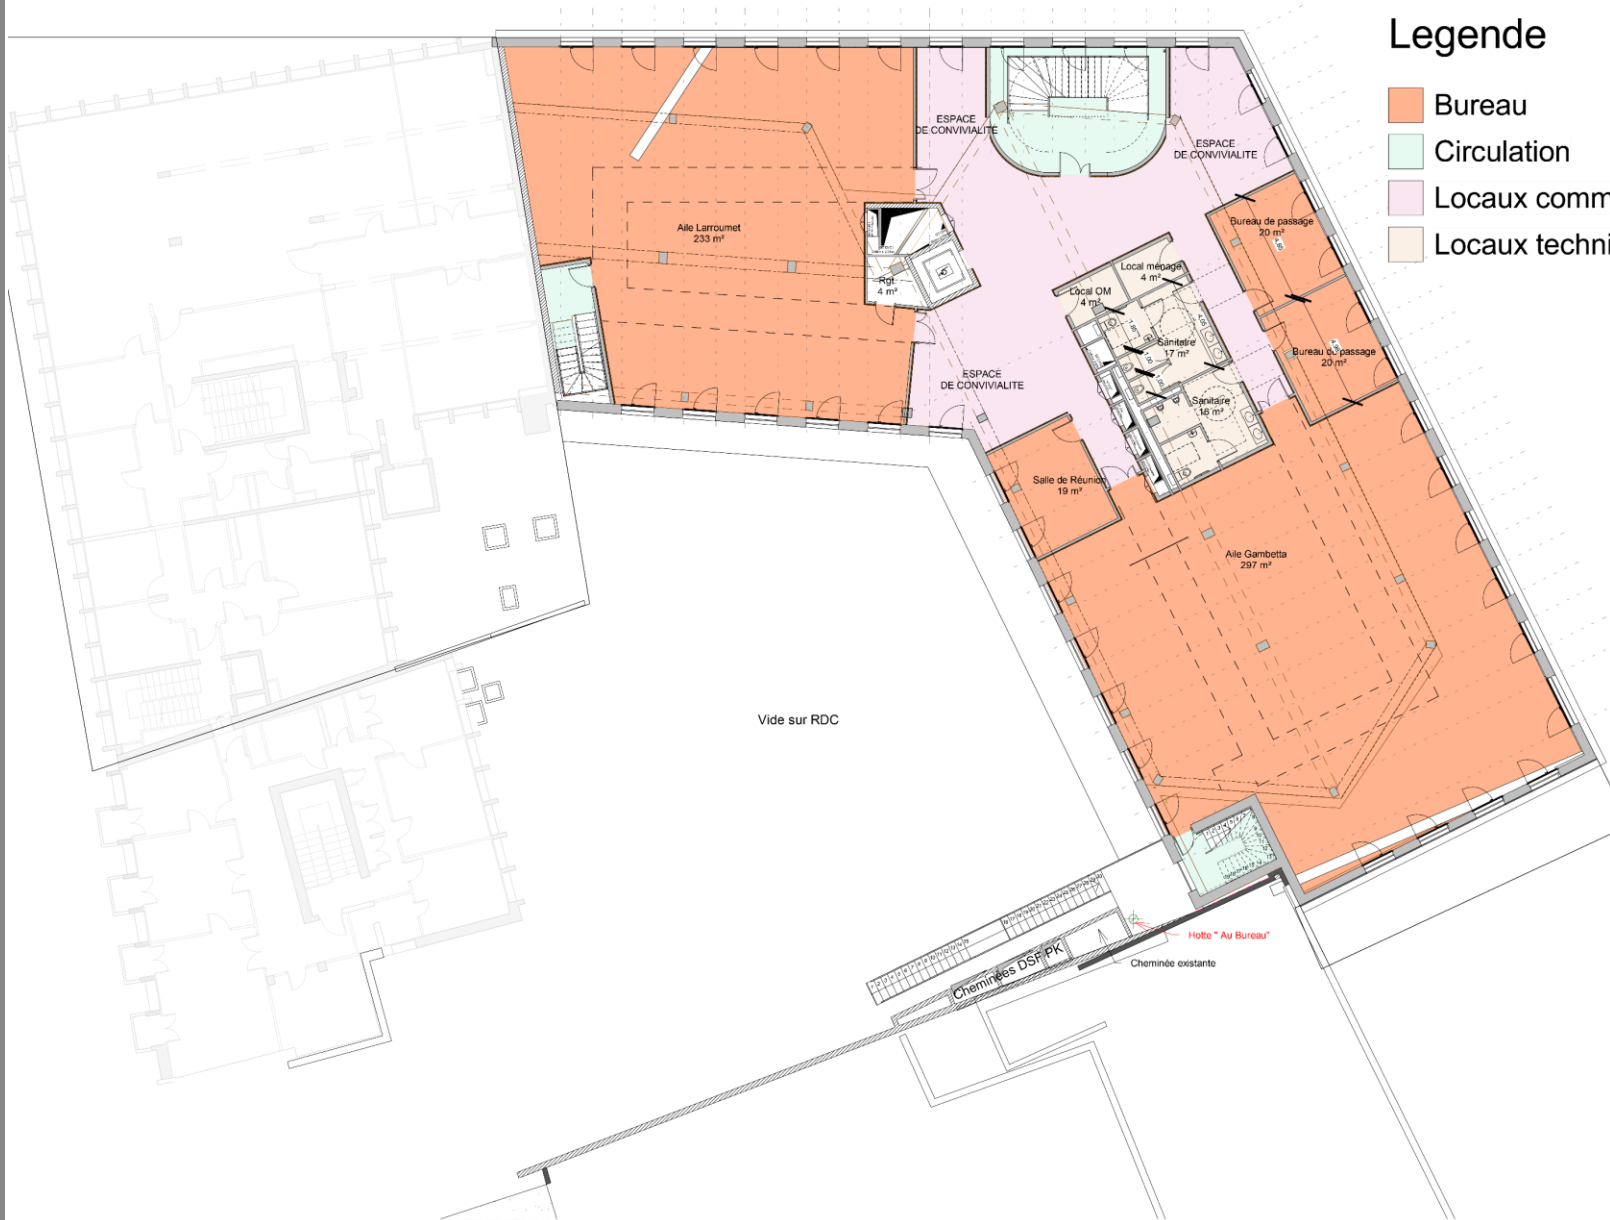 Legende
Bureau
Circulation
Locaux comm
Locaux techni
ESPACE
DE CONVIVIALITE
ESPACE
DE CONVIVIALITE
Aile Larroumet
233 m²
Bureau de passage
20 m²
4.80
Rgt
4 m²
Local ménage
4 m²
Local OM
4 m²
Sanitaire
17 m²
Bureau de passage
20 m²
ESPACE
DE CONVIVIALITE
Sanitaire
16 m²
Salle de Réunion
19 m²
Aile Gambetta
297 m²
Vide sur RDC
Hotte " Au Bureau"
Cheminée existante
Cheminées DSF PK